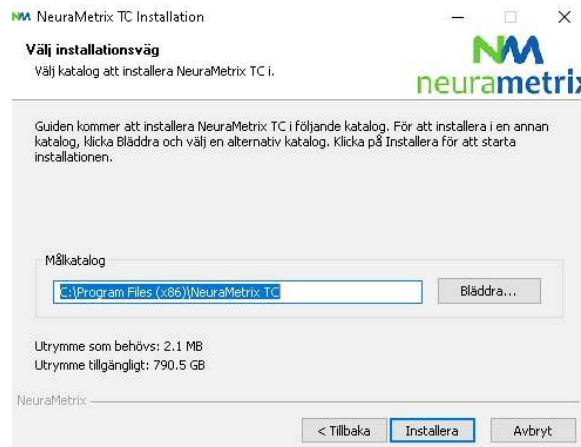 NM NeuraMetrix TC Installation
Välj installationsväg
Välj katalog att installera NeuraMetrix TC i.
NM
neurametrix
Guiden kommer att installera NeuraMetrix TC i följande katalog. För att installera i en annan
katalog, klicka Bläddra och välj en alternativ katalog. Klicka på Installera för att starta
installationen.
Målkatalog
C:\Program Files (x86)\NeuraMetrix TC
Bläddra...
Utrymme som behövs: 2.1 MB
Utrymme tillgängligt: 790.5 GB
NeuraMetrix
< Tillbaka
Installera
Avbryt